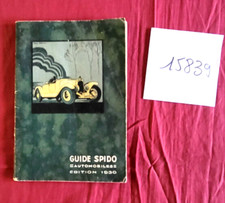 GUIDE SPIDO
D'AUTOMOBILES
EDITION 1930
15839